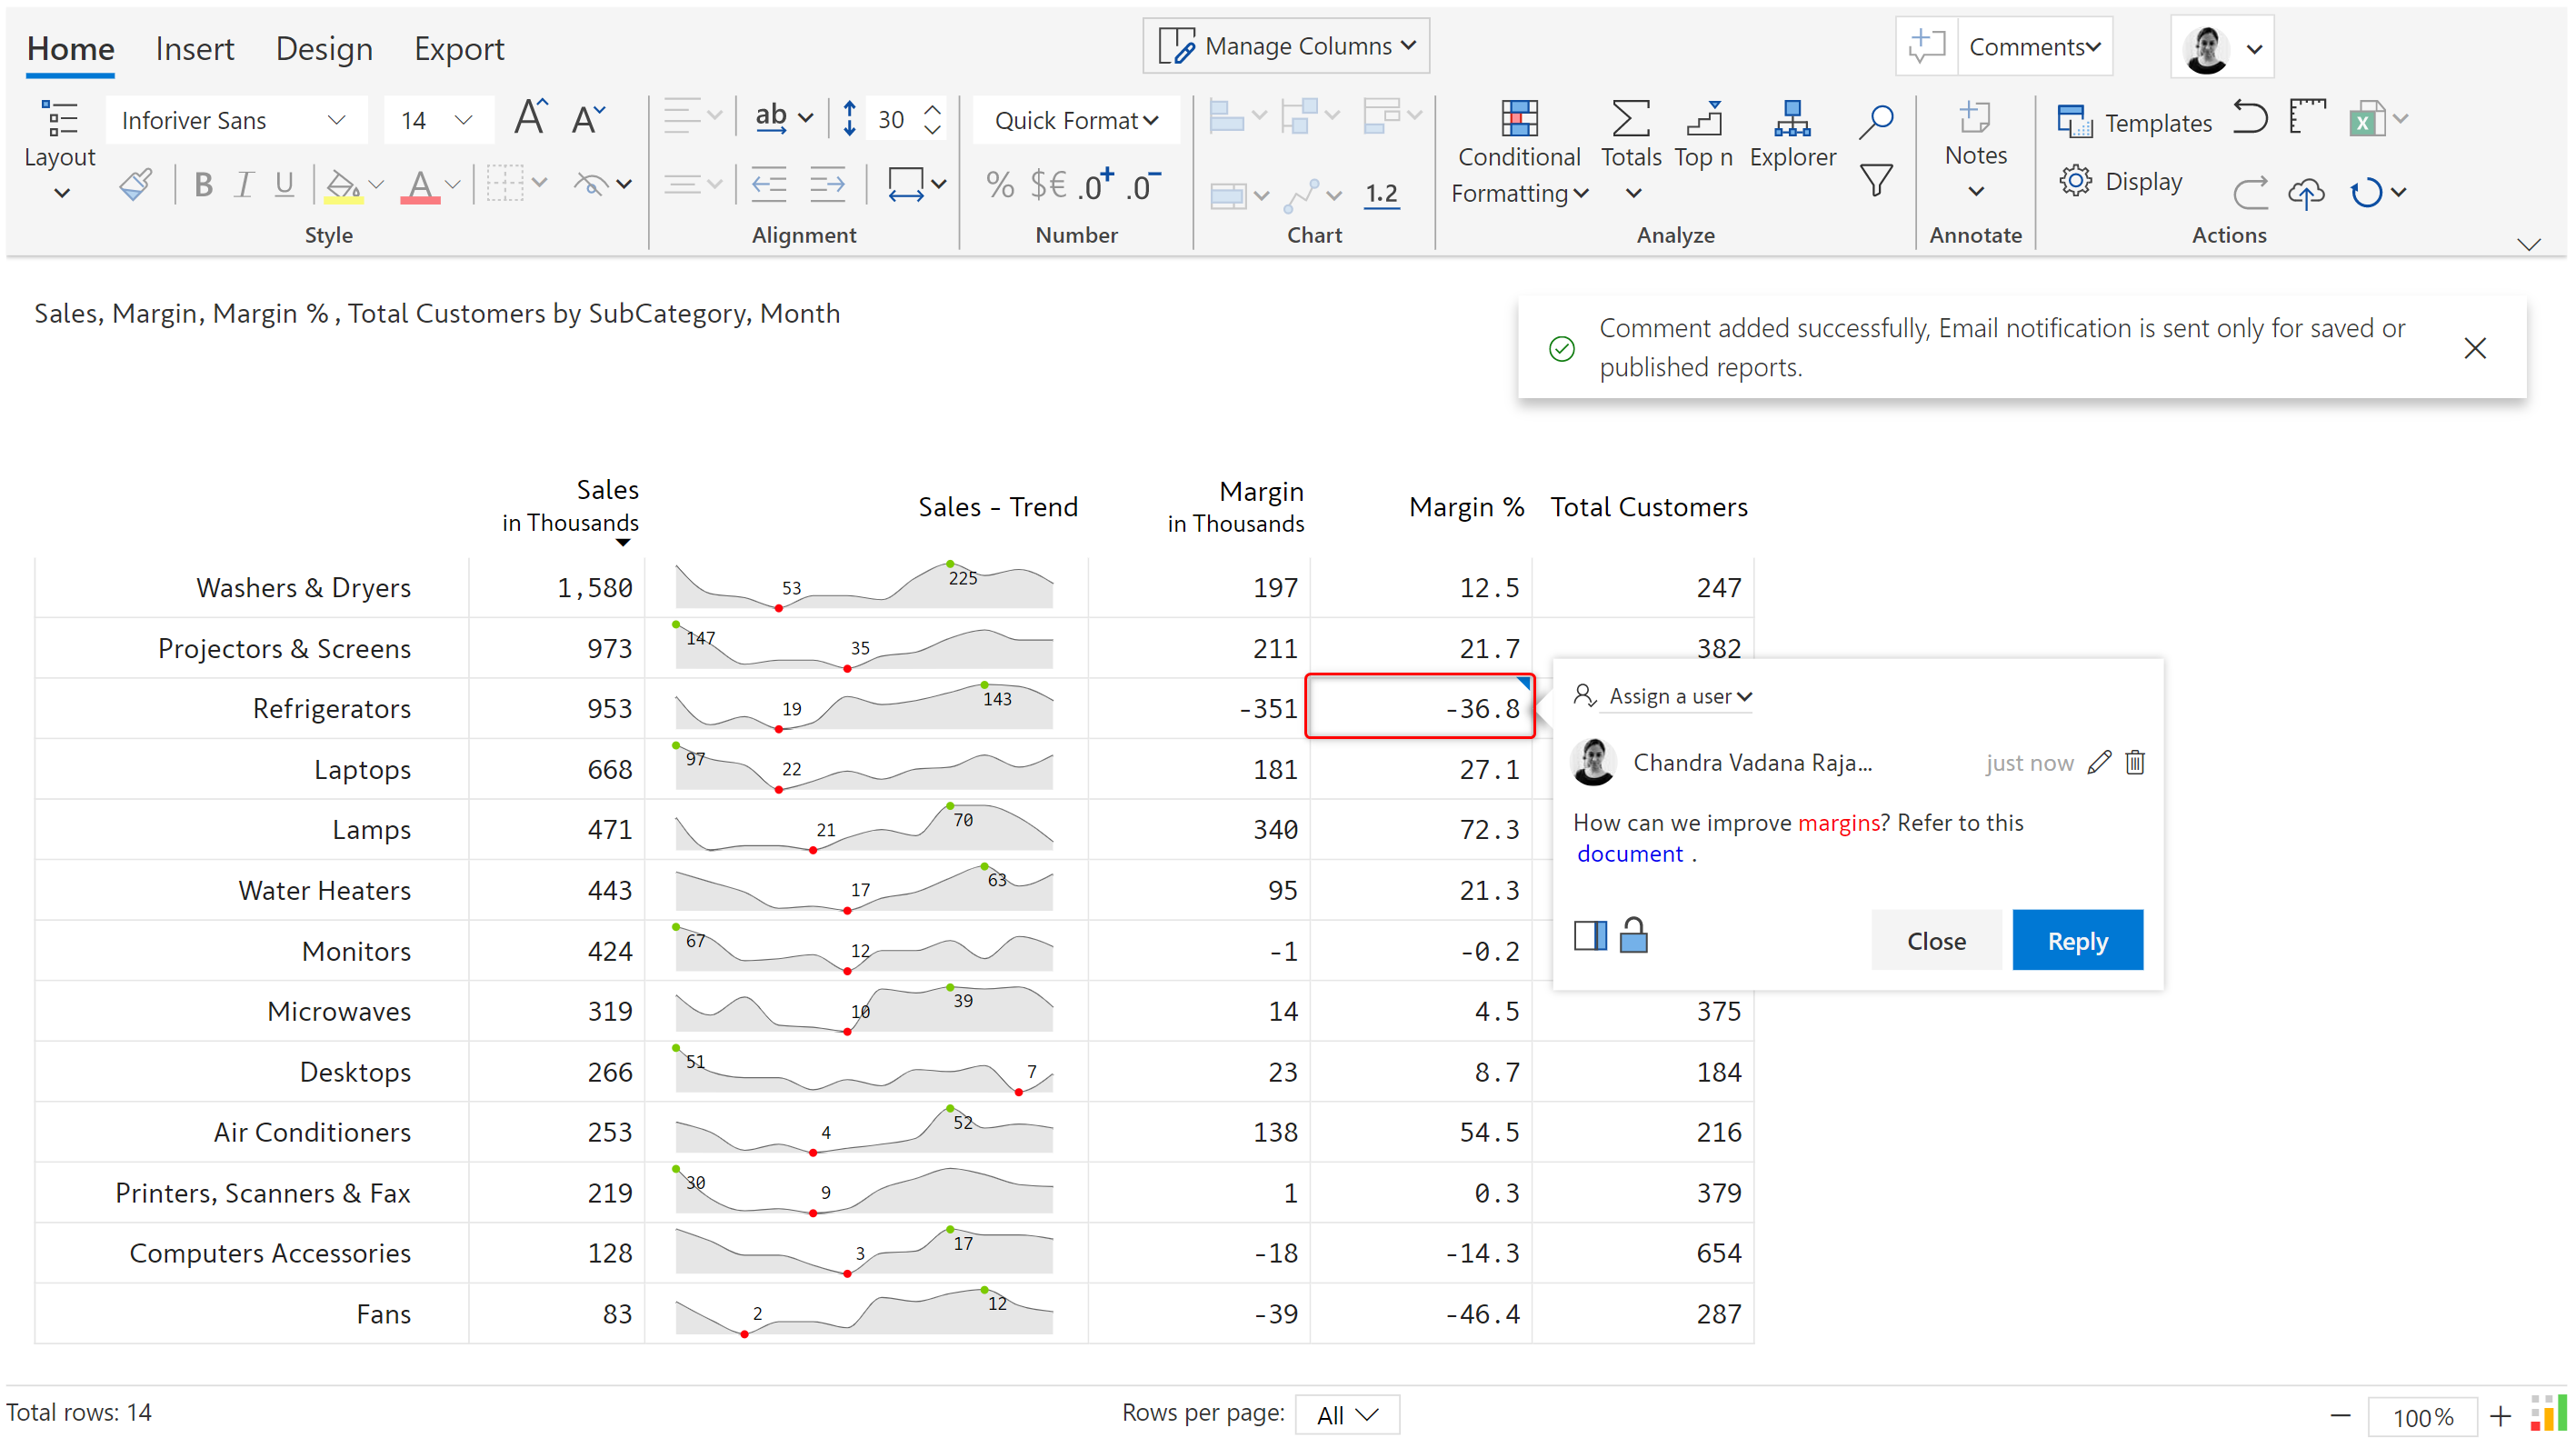 Home Insert Design Export Manage Columns Comments
Inforiver Sans 14 ab 30 Quick Format Templates
Layout Conditional Formatting Totals Top n Explorer Notes Display
B I U A % $€ .0+ .0- 1.2
Style Alignment Number Chart Analyze Annotate Actions
Sales, Margin, Margin % , Total Customers by SubCategory, Month
Comment added successfully, Email notification is sent only for saved or
published reports.
Sales in Thousands Sales - Trend Margin in Thousands Margin % Total Customers
Washers & Dryers 1,580 53 225 197 12.5 247
Projectors & Screens 973 147 35 211 21.7 382
Refrigerators 953 19 143 -351 -36.8
Laptops 668 97 22 181 27.1
Lamps 471 21 70 340 72.3
Water Heaters 443 17 63 95 21.3
Monitors 424 67 12 -1 -0.2
Microwaves 319 10 39 14 4.5 375
Desktops 266 51 7 23 8.7 184
Air Conditioners 253 4 52 138 54.5 216
Printers, Scanners & Fax 219 30 9 1 0.3 379
Computers Accessories 128 3 17 -18 -14.3 654
Fans 83 2 12 -39 -46.4 287
Assign a user
Chandra Vadana Raja... just now
How can we improve margins? Refer to this
document .
Close Reply
Total rows: 14 Rows per page: All 100%